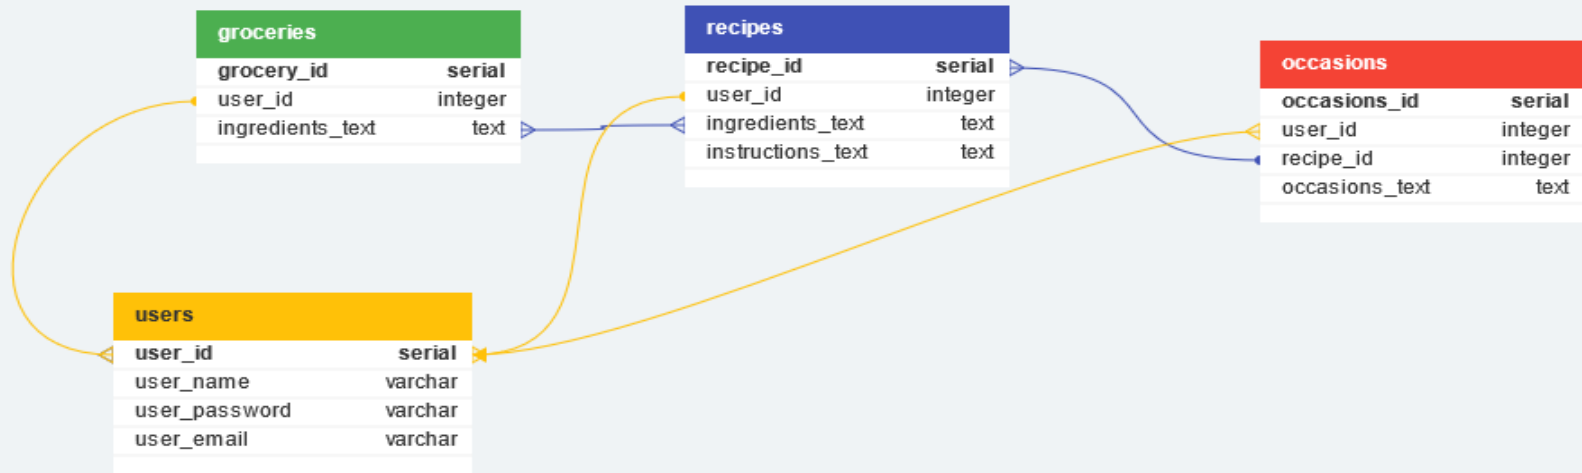 groceries
grocery_id serial
user_id integer
ingredients_text text
recipes
recipe_id serial
user_id integer
ingredients_text text
instructions_text text
occasions
occasions_id serial
user_id integer
recipe_id integer
occasions_text text
users
user_id serial
user_name varchar
user_password varchar
user_email varchar